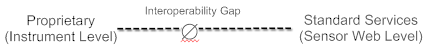 Interoperability Gap
Proprietary
(Instrument Level)
Standard Services
(Sensor Web Level)